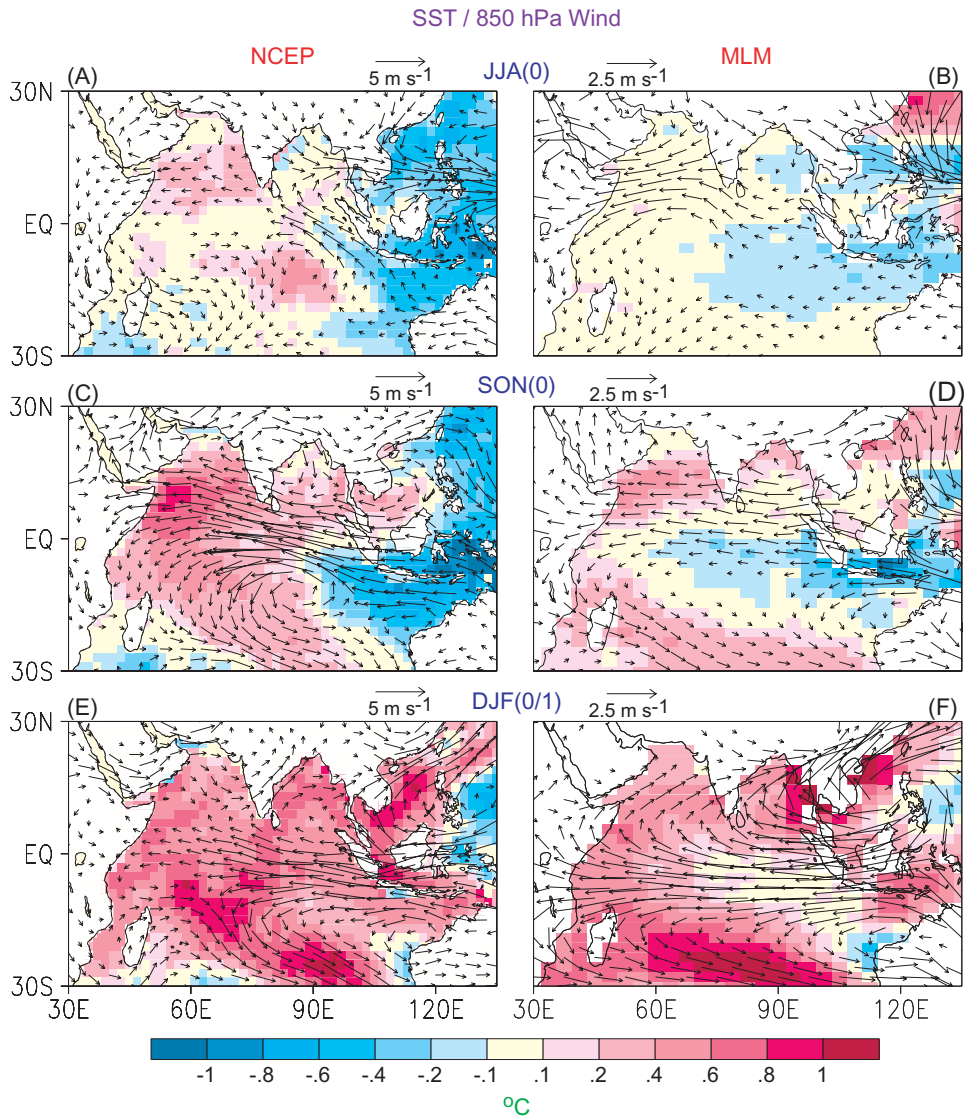 SST / 850 hPa Wind
NCEP
MLM
(A)
5 m s-1
JJA(0)
2.5 m s-1
(B)
30N
EQ
30S
(C)
5 m s-1
SON(0)
2.5 m s-1
(D)
30N
EQ
30S
(E)
5 m s-1
DJF(0/1)
2.5 m s-1
(F)
30N
EQ
30S
30E 60E 90E 120E 30E 60E 90E 120E
-1 -.8 -.6 -.4 -.2 -.1 .1 .2 .4 .6 .8 1
oC